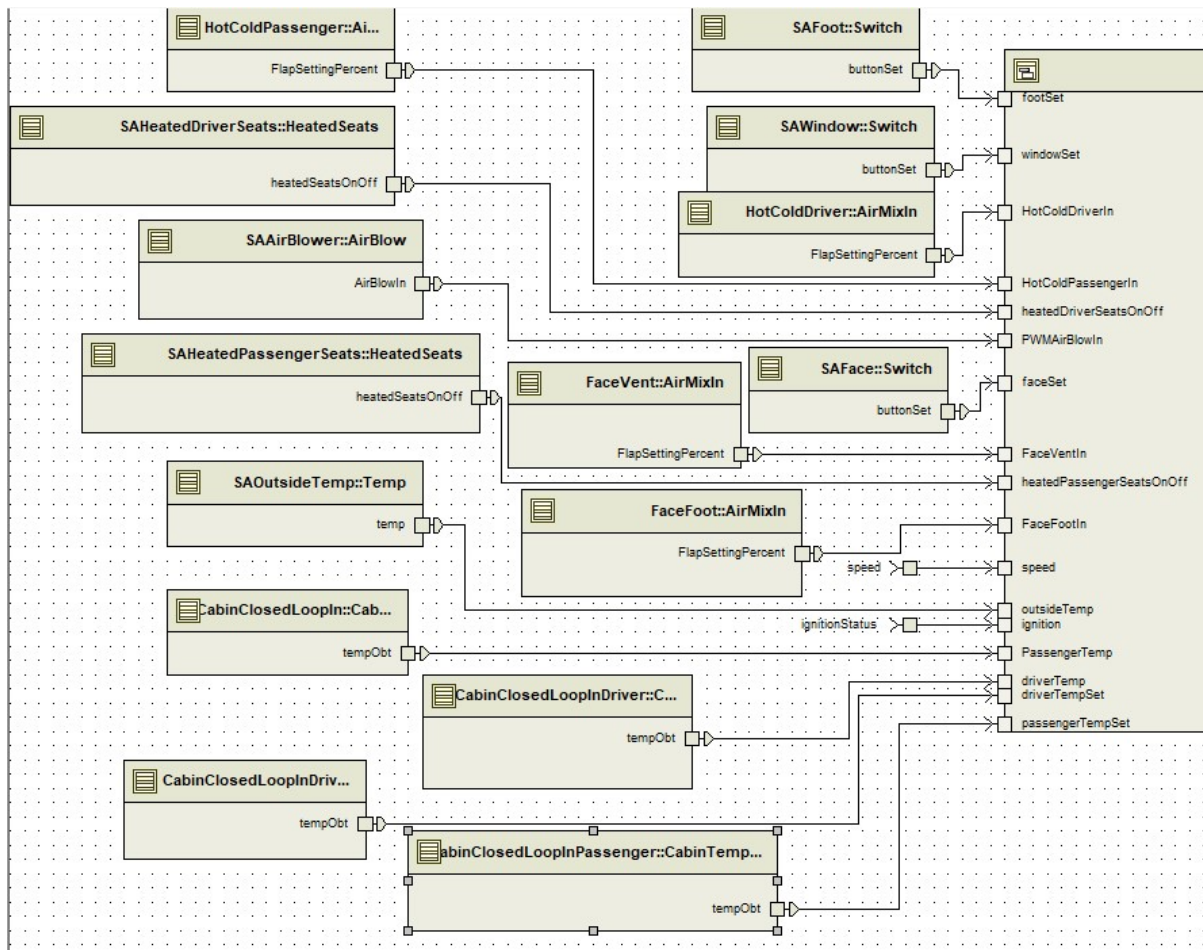 HotColdPassenger::Ai...
FlapSettingPercent
SAFoot::Switch
buttonSet
footSet
SAHeatedDriverSeats::HeatedSeats
heatedSeatsOnOff
SAWindow::Switch
buttonSet
windowSet
HotColdDriver::AirMixIn
FlapSettingPercent
HotColdDriverIn
SAAirBlower::AirBlow
AirBlowIn
HotColdPassengerIn
heatedDriverSeatsOnOff
PWMAirBlowIn
SAHeatedPassengerSeats::HeatedSeats
heatedSeatsOnOff
FaceVent::AirMixIn
FlapSettingPercent
SAFace::Switch
buttonSet
faceSet
FaceVentIn
heatedPassengerSeatsOnOff
SAOutsideTemp::Temp
temp
FaceFoot::AirMixIn
FlapSettingPercent
FaceFootIn
speed
speed
outsideTemp
ignitionStatus
ignition
CabinClosedLoopIn::Cab...
tempObt
PassengerTemp
CabinClosedLoopInDriver::C...
tempObt
driverTemp
driverTempSet
passengerTempSet
CabinClosedLoopInDriv...
tempObt
abinClosedLoopInPassenger::CabinTemp...
tempObt